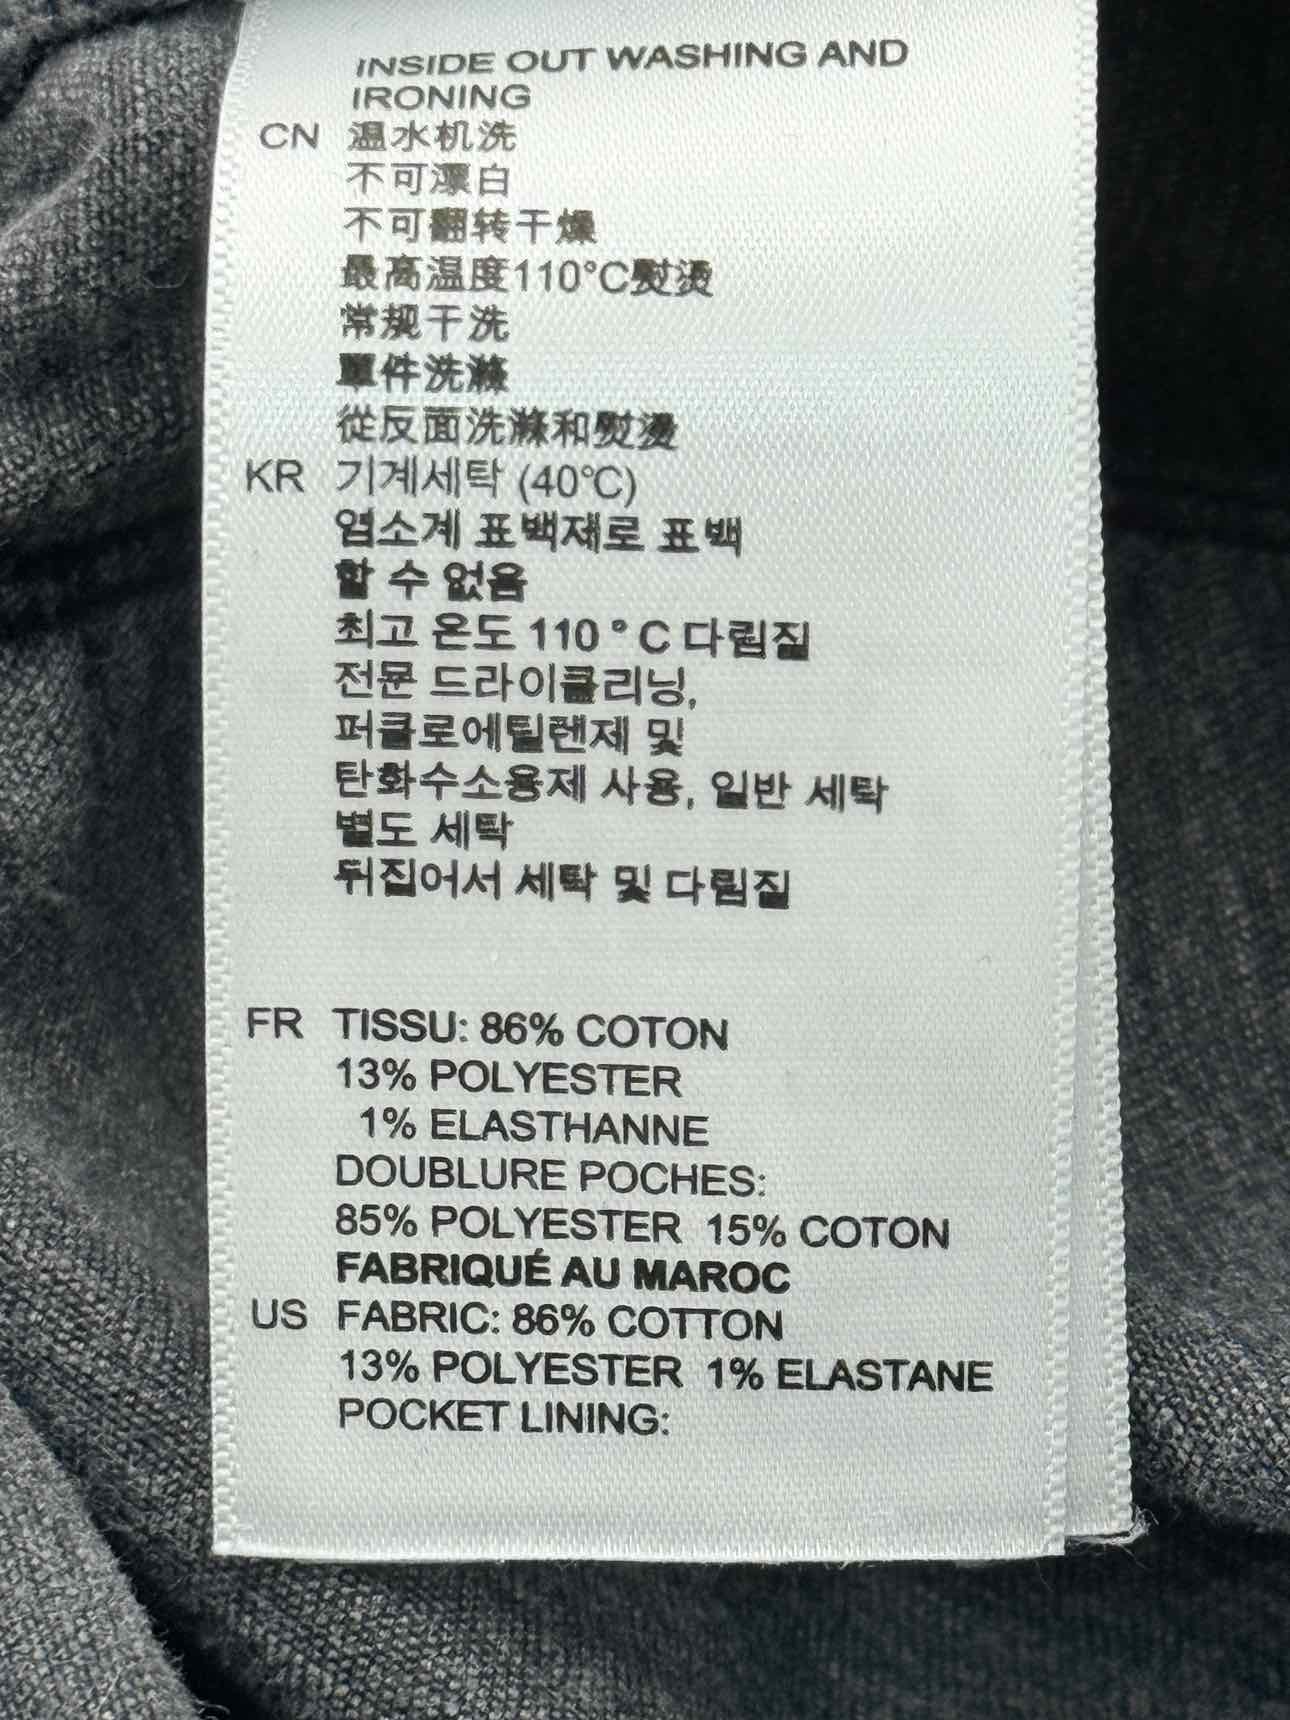 INSIDE OUT WASHING AND
IRONING
CN 温水机洗
不可漂白
不可翻转干燥
最高温度110°C熨烫
常规干洗
單件洗滌
從反面洗滌和熨燙
KR 기계세탁 (40℃)
염소계 표백제로 표백
할 수 없음
최고 온도 110 ° C 다림질
전문 드라이클리닝,
퍼클로에틸렌제 및
탄화수소용제 사용, 일반 세탁
별도 세탁
뒤집어서 세탁 및 다림질
FR TISSU: 86% COTON
13% POLYESTER
1% ELASTHANNE
DOUBLURE POCHES:
85% POLYESTER 15% COTON
FABRIQUÉ AU MAROC
US FABRIC: 86% COTTON
13% POLYESTER 1% ELASTANE
POCKET LINING: